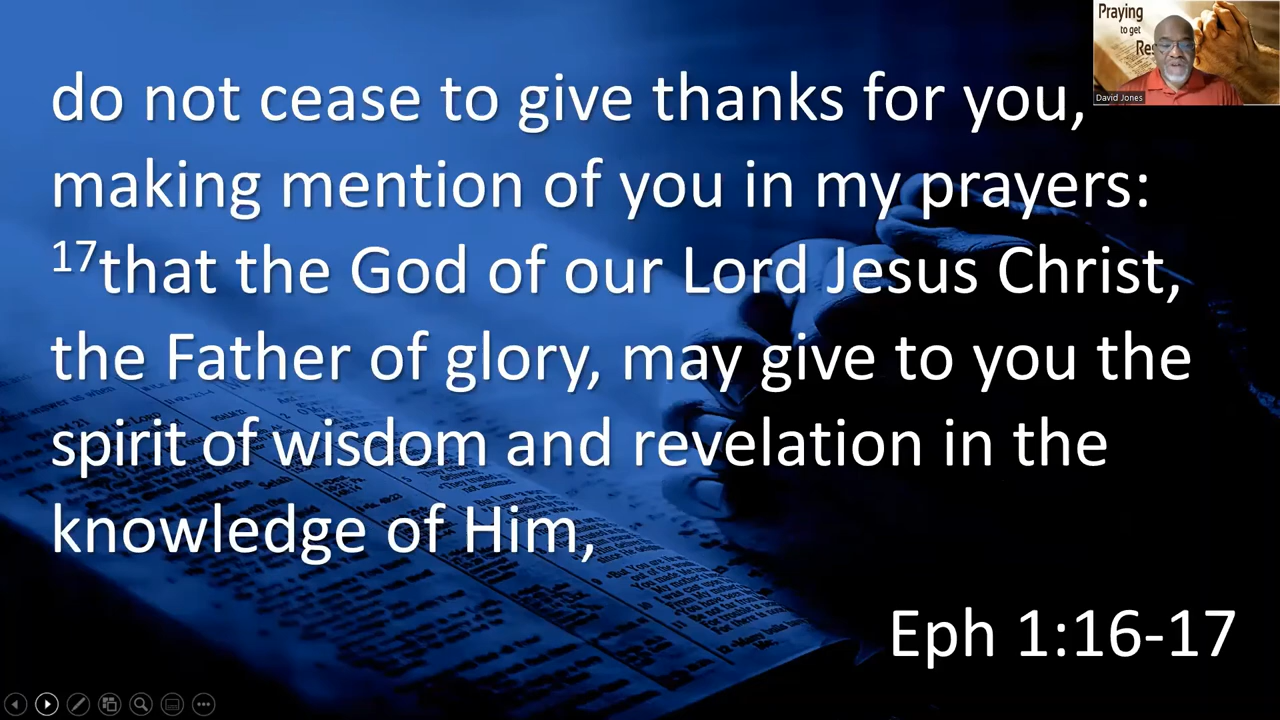 Praying
to get
Res
David Jones
do not cease to give thanks for you,
making mention of you in my prayers:
17that the God of our Lord Jesus Christ,
the Father of glory, may give to you the
spirit of wisdom and revelation in the
knowledge of Him,
Eph 1:16-17